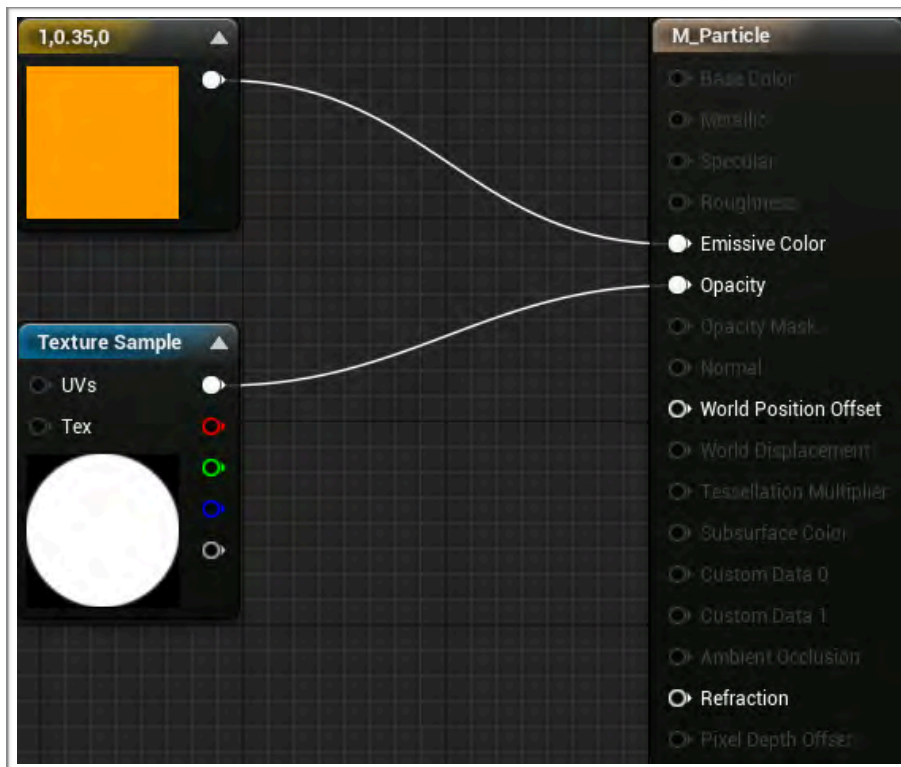 1,0.35,0
Texture Sample
UVs
Tex
M_Particle
Base Color
Metallic
Specular
Roughness
Emissive Color
Opacity
Opacity Mask
Normal
World Position Offset
World Displacement
Tessellation Multiplier
Subsurface Color
Custom Data 0
Custom Data 1
Ambient Occlusion
Refraction
Pixel Depth Offset